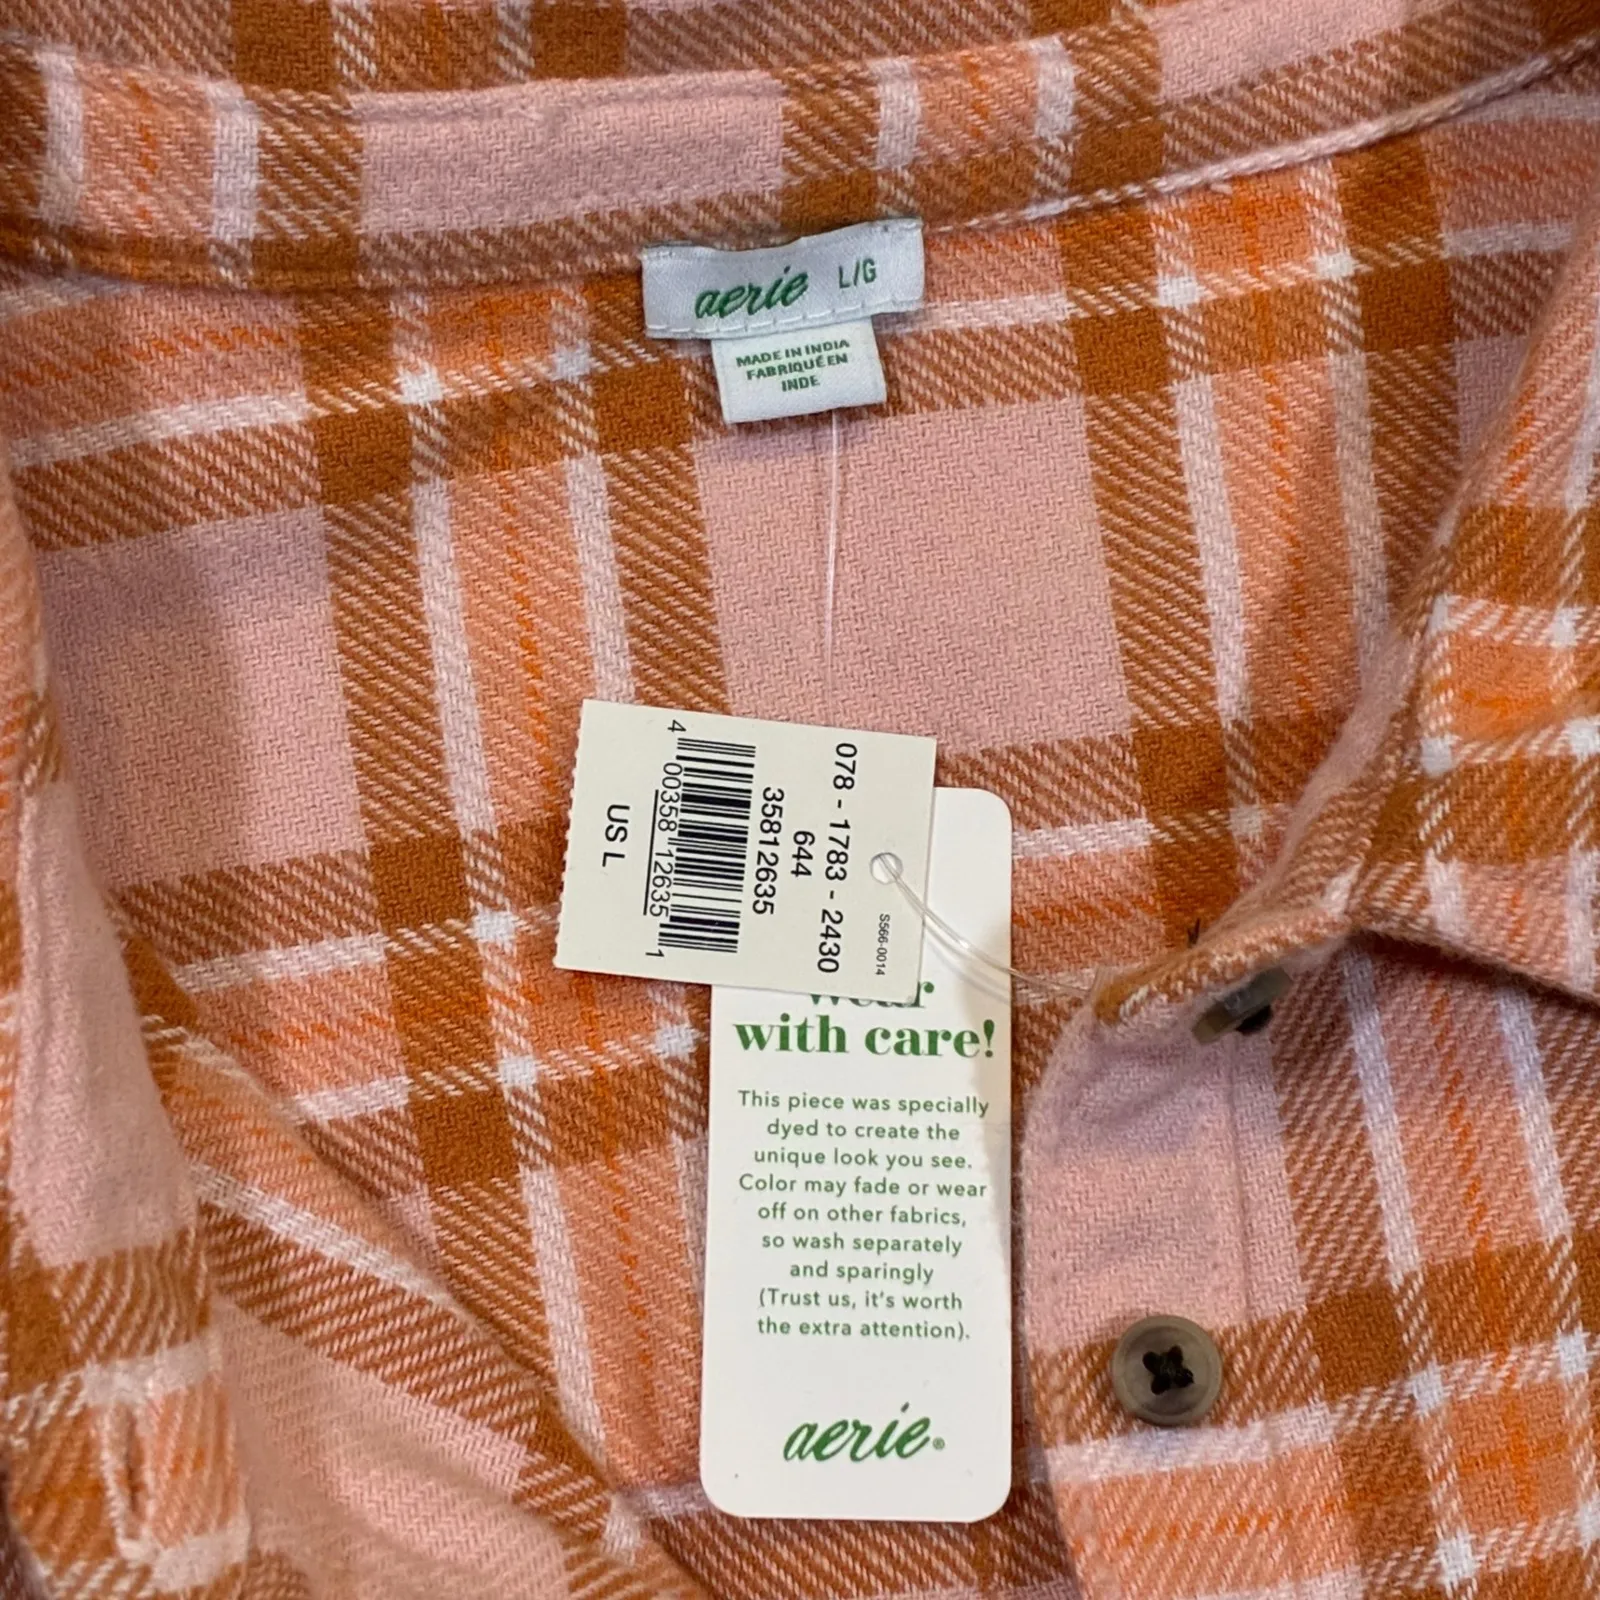 aerie L/G
MADE IN INDIA
FABRIQUÉ EN
INDE
S566-0014
078 - 1783 - 2430
644
35812635
4 00358 12635 1
US L
wear
with care!
This piece was specially
dyed to create the
unique look you see.
Color may fade or wear
off on other fabrics,
so wash separately
and sparingly
(Trust us, it's worth
the extra attention).
aerie®